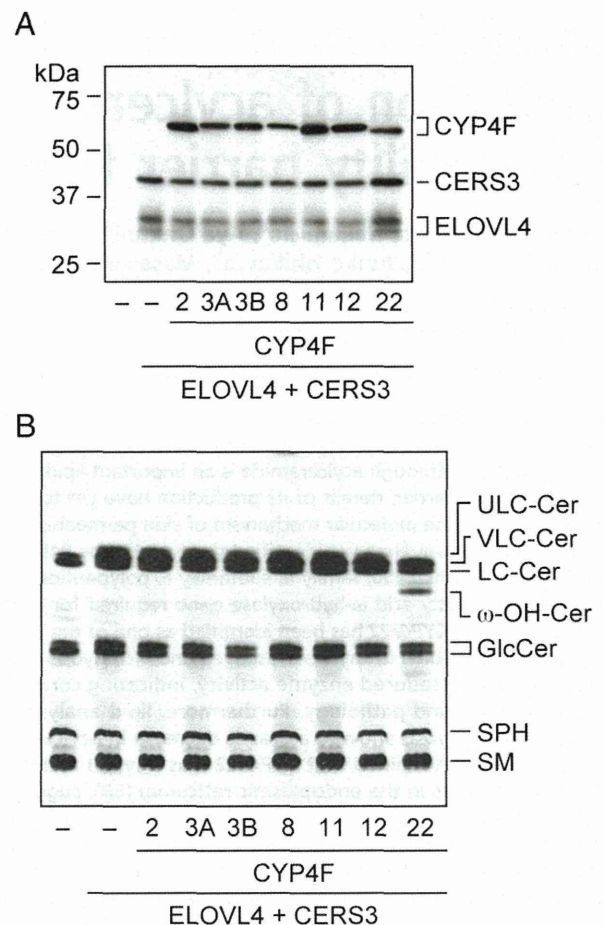 A
kDa
75
50
37
25
CYP4F
CERS3
ELOVL4
– – 2 3A 3B 8 11 12 22
CYP4F
ELOVL4 + CERS3
B
ULC-Cer
VLC-Cer
LC-Cer
ω-OH-Cer
GlcCer
SPH
SM
– – 2 3A 3B 8 11 12 22
CYP4F
ELOVL4 + CERS3